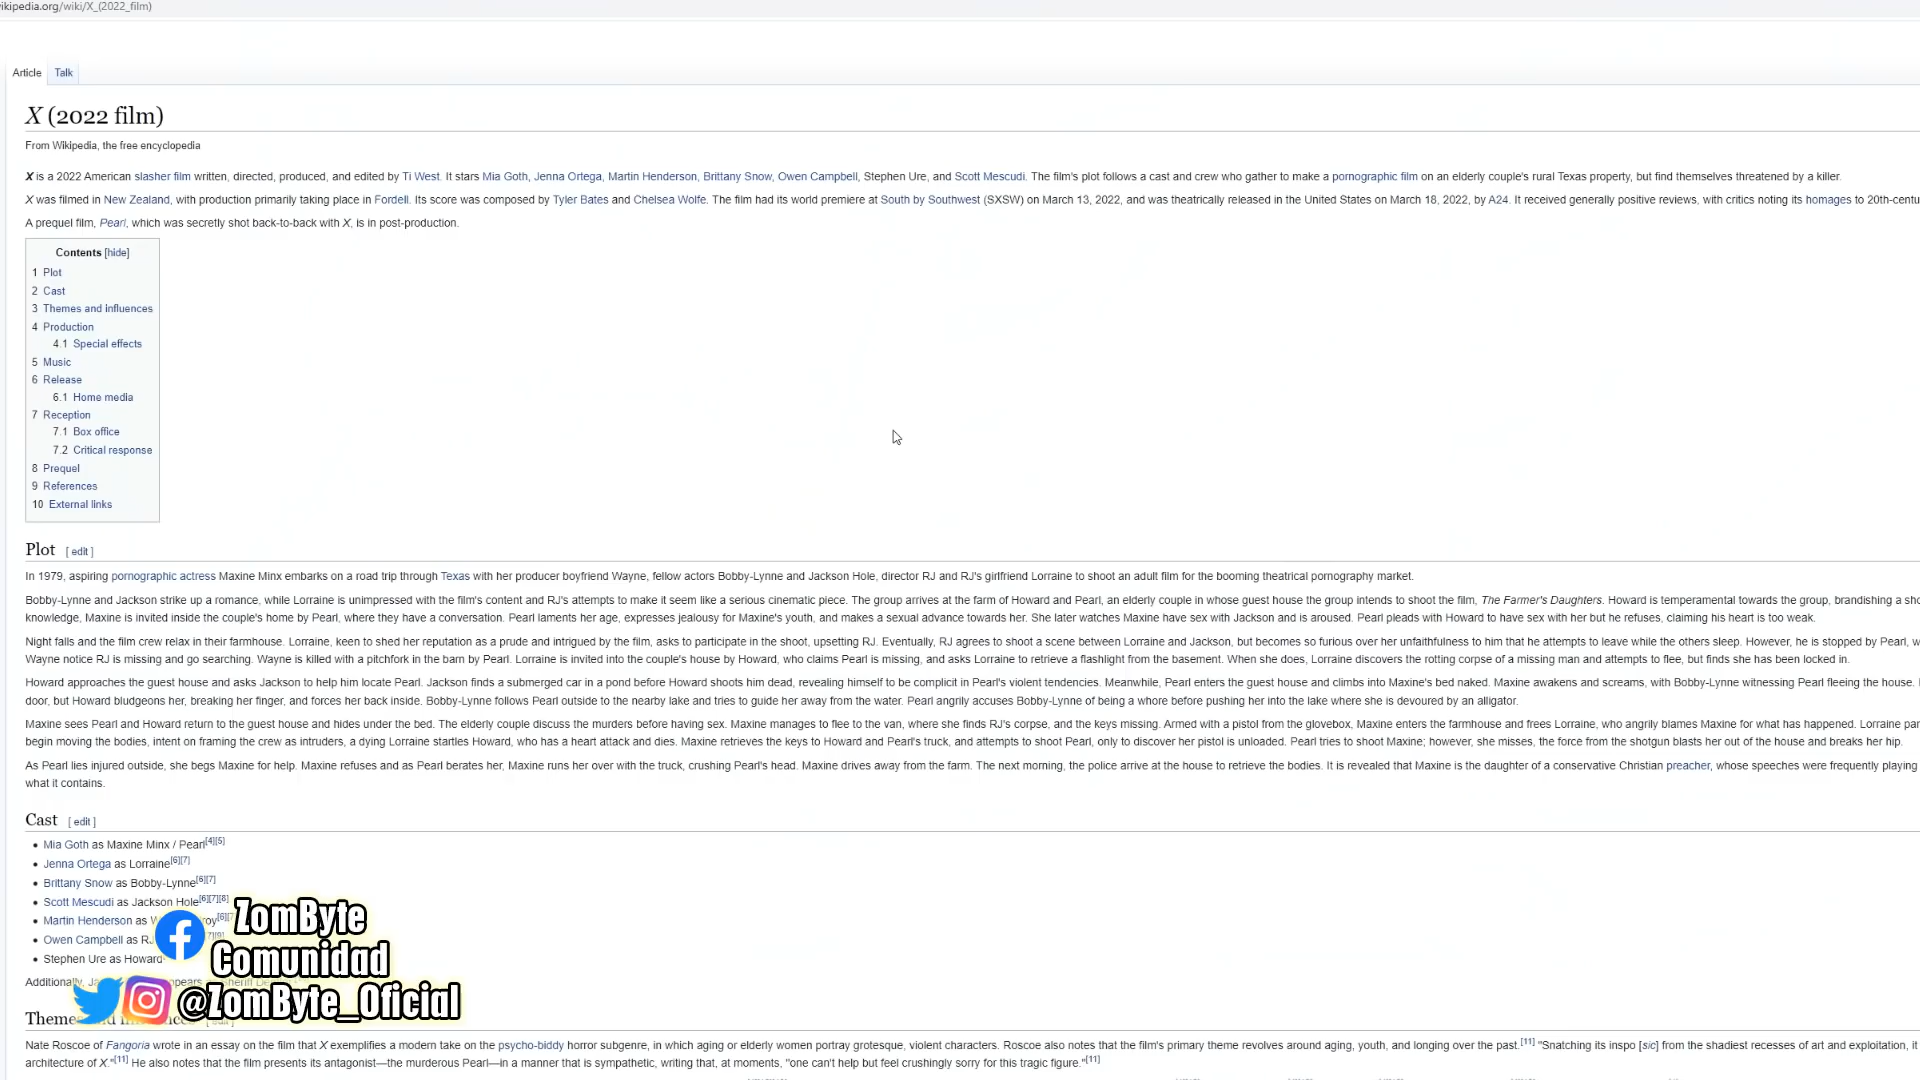 ikipedia.org/wiki/X_(2022_film)
Article Talk
X (2022 film)
From Wikipedia, the free encyclopedia
X is a 2022 American slasher film written, directed, produced, and edited by Ti West. It stars Mia Goth, Jenna Ortega, Martin Henderson, Brittany Snow, Owen Campbell, Stephen Ure, and Scott Mescudi. The film's plot follows a cast and crew who gather to make a pornographic film on an elderly couple's rural Texas property, but find themselves threatened by a killer.
X was filmed in New Zealand, with production primarily taking place in Fordell. Its score was composed by Tyler Bates and Chelsea Wolfe. The film had its world premiere at South by Southwest (SXSW) on March 13, 2022, and was theatrically released in the United States on March 18, 2022, by A24. It received generally positive reviews, with critics noting its homages to 20th-centu
A prequel film, Pearl, which was secretly shot back-to-back with X, is in post-production.
Contents [hide]
1 Plot
2 Cast
3 Themes and influences
4 Production
4.1 Special effects
5 Music
6 Release
6.1 Home media
7 Reception
7.1 Box office
7.2 Critical response
8 Prequel
9 References
10 External links
Plot [ edit ]
In 1979, aspiring pornographic actress Maxine Minx embarks on a road trip through Texas with her producer boyfriend Wayne, fellow actors Bobby-Lynne and Jackson Hole, director RJ and RJ's girlfriend Lorraine to shoot an adult film for the booming theatrical pornography market.
Bobby-Lynne and Jackson strike up a romance, while Lorraine is unimpressed with the film's content and RJ's attempts to make it seem like a serious cinematic piece. The group arrives at the farm of Howard and Pearl, an elderly couple in whose guest house the group intends to shoot the film, The Farmer's Daughters. Howard is temperamental towards the group, brandishing a sho
knowledge, Maxine is invited inside the couple's home by Pearl, where they have a conversation. Pearl laments her age, expresses jealousy for Maxine's youth, and makes a sexual advance towards her. She later watches Maxine have sex with Jackson and is aroused. Pearl pleads with Howard to have sex with her but he refuses, claiming his heart is too weak.
Night falls and the film crew relax in their farmhouse. Lorraine, keen to shed her reputation as a prude and intrigued by the film, asks to participate in the shoot, upsetting RJ. Eventually, RJ agrees to shoot a scene between Lorraine and Jackson, but becomes so furious over her unfaithfulness to him that he attempts to leave while the others sleep. However, he is stopped by Pearl, w
Wayne notice RJ is missing and go searching. Wayne is killed with a pitchfork in the barn by Pearl. Lorraine is invited into the couple's house by Howard, who claims Pearl is missing, and asks Lorraine to retrieve a flashlight from the basement. When she does, Lorraine discovers the rotting corpse of a missing man and attempts to flee, but finds she has been locked in.
Howard approaches the guest house and asks Jackson to help him locate Pearl. Jackson finds a submerged car in a pond before Howard shoots him dead, revealing himself to be complicit in Pearl's violent tendencies. Meanwhile, Pearl enters the guest house and climbs into Maxine's bed naked. Maxine awakens and screams, with Bobby-Lynne witnessing Pearl fleeing the house.
door, but Howard bludgeons her, breaking her finger, and forces her back inside. Bobby-Lynne follows Pearl outside to the nearby lake and tries to guide her away from the water. Pearl angrily accuses Bobby-Lynne of being a whore before pushing her into the lake where she is devoured by an alligator.
Maxine sees Pearl and Howard return to the guest house and hides under the bed. The elderly couple discuss the murders before having sex. Maxine manages to flee to the van, where she finds RJ's corpse, and the keys missing. Armed with a pistol from the glovebox, Maxine enters the farmhouse and frees Lorraine, who angrily blames Maxine for what has happened. Lorraine pan
begin moving the bodies, intent on framing the crew as intruders, a dying Lorraine startles Howard, who has a heart attack and dies. Maxine retrieves the keys to Howard and Pearl's truck, and attempts to shoot Pearl, only to discover her pistol is unloaded. Pearl tries to shoot Maxine; however, she misses, the force from the shotgun blasts her out of the house and breaks her hip.
As Pearl lies injured outside, she begs Maxine for help. Maxine refuses and as Pearl berates her, Maxine runs her over with the truck, crushing Pearl's head. Maxine drives away from the farm. The next morning, the police arrive at the house to retrieve the bodies. It is revealed that Maxine is the daughter of a conservative Christian preacher, whose speeches were frequently playing
what it contains.
Cast [ edit ]
Mia Goth as Maxine Minx / Pearl[4][5]
Jenna Ortega as Lorraine[6][7]
Brittany Snow as Bobby-Lynne[6][7]
Scott Mescudi as Jackson Hole[6][7][8]
Martin Henderson as
Owen Campbell as RJ
Stephen Ure as Howard
Additionally,
ZomByte
Comunidad
@ZomByte_Oficial
Nate Roscoe of Fangoria wrote in an essay on the film that X exemplifies a modern take on the psycho-biddy horror subgenre, in which aging or elderly women portray grotesque, violent characters. Roscoe also notes that the film's primary theme revolves around aging, youth, and longing over the past.[11] "Snatching its inspo [sic] from the shadiest recesses of art and exploitation, it
architecture of X."[11] He also notes that the film presents its antagonist—the murderous Pearl—in a manner that is sympathetic, writing that, at moments, "one can't help but feel crushingly sorry for this tragic figure."[11]